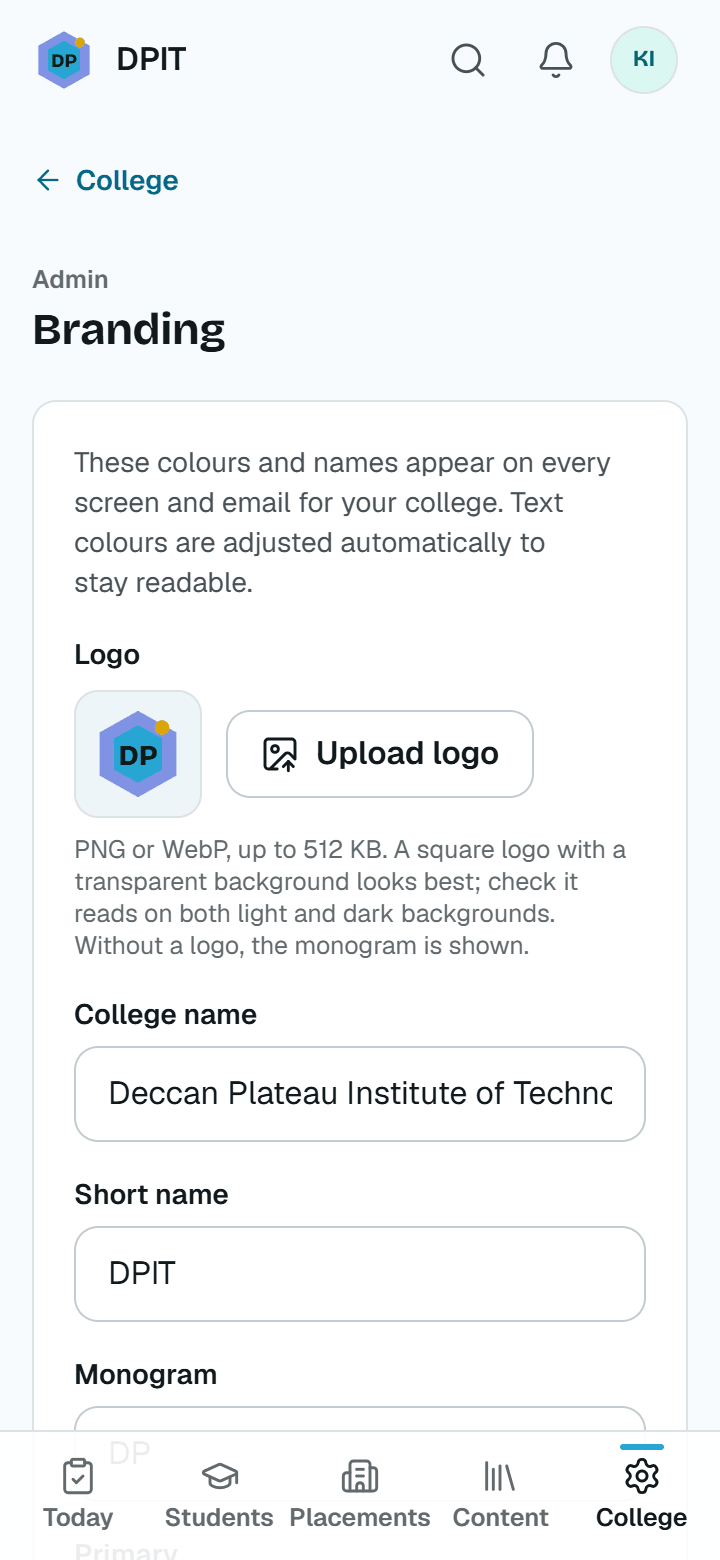 DP
DPIT
KI
College
Admin
Branding
These colours and names appear on every
screen and email for your college. Text
colours are adjusted automatically to
stay readable.
Logo
DP
Upload logo
PNG or WebP, up to 512 KB. A square logo with a
transparent background looks best; check it
reads on both light and dark backgrounds.
Without a logo, the monogram is shown.
College name
Deccan Plateau Institute of Techno
Short name
DPIT
Monogram
DP
Today
Students
Placements
Content
College
Primary